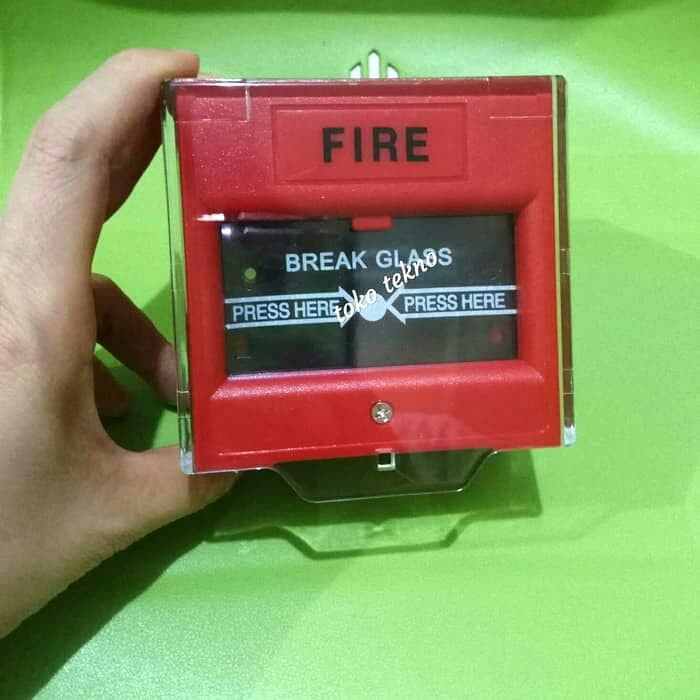 FIRE
BREAK GLASS
PRESS HERE PRESS HERE
toko tekno